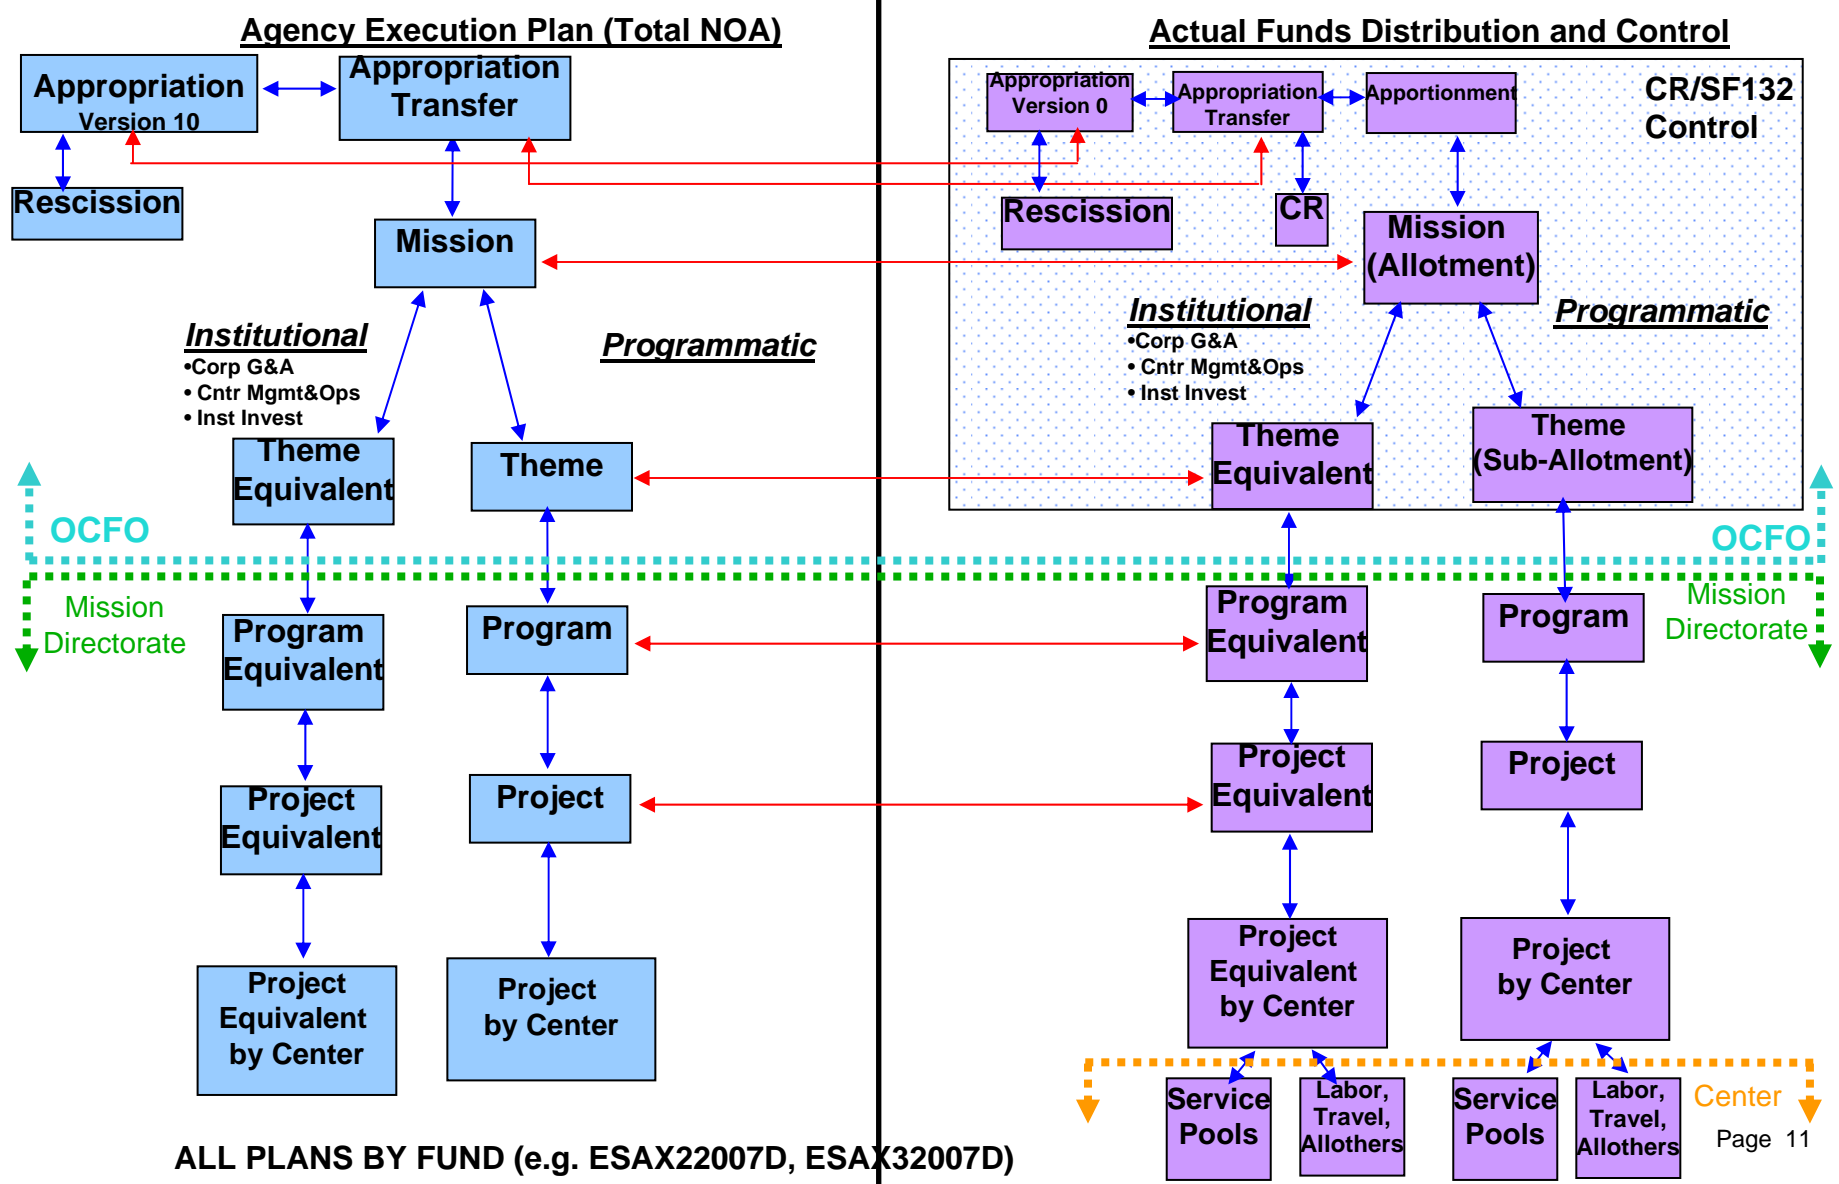 Agency Execution Plan (Total NOA)
Actual Funds Distribution and Control
Appropriation
Version 10
Appropriation
Transfer
Rescission
Mission
Institutional
•Corp G&A
• Cntr Mgmt&Ops
• Inst Invest
Programmatic
Theme
Equivalent
Theme
OCFO
Mission
Directorate
Program
Equivalent
Program
Project
Equivalent
Project
Project
Equivalent
by Center
Project
by Center
Appropriation
Version 0
Appropriation
Transfer
Apportionment
CR/SF132
Control
Rescission
CR
Mission
(Allotment)
Institutional
•Corp G&A
• Cntr Mgmt&Ops
• Inst Invest
Programmatic
Theme
Equivalent
Theme
(Sub-Allotment)
OCFO
Mission
Directorate
Program
Equivalent
Program
Project
Equivalent
Project
Project
Equivalent
by Center
Project
by Center
Service
Pools
Labor,
Travel,
Allothers
Service
Pools
Labor,
Travel,
Allothers
Center
Page 11
ALL PLANS BY FUND (e.g. ESAX22007D, ESAX32007D)